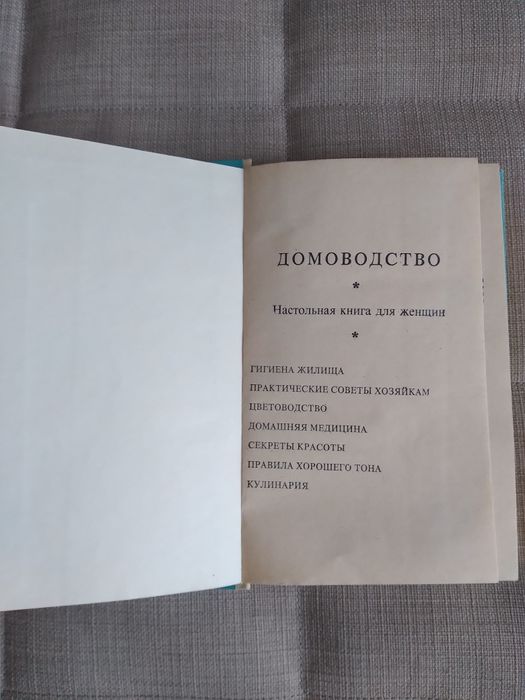 ДОМОВОДСТВО
*
Настольная книга для женщин
*
ГИГИЕНА ЖИЛИЩА
ПРАКТИЧЕСКИЕ СОВЕТЫ ХОЗЯЙКАМ
ЦВЕТОВОДСТВО
ДОМАШНЯЯ МЕДИЦИНА
СЕКРЕТЫ КРАСОТЫ
ПРАВИЛА ХОРОШЕГО ТОНА
КУЛИНАРИЯ